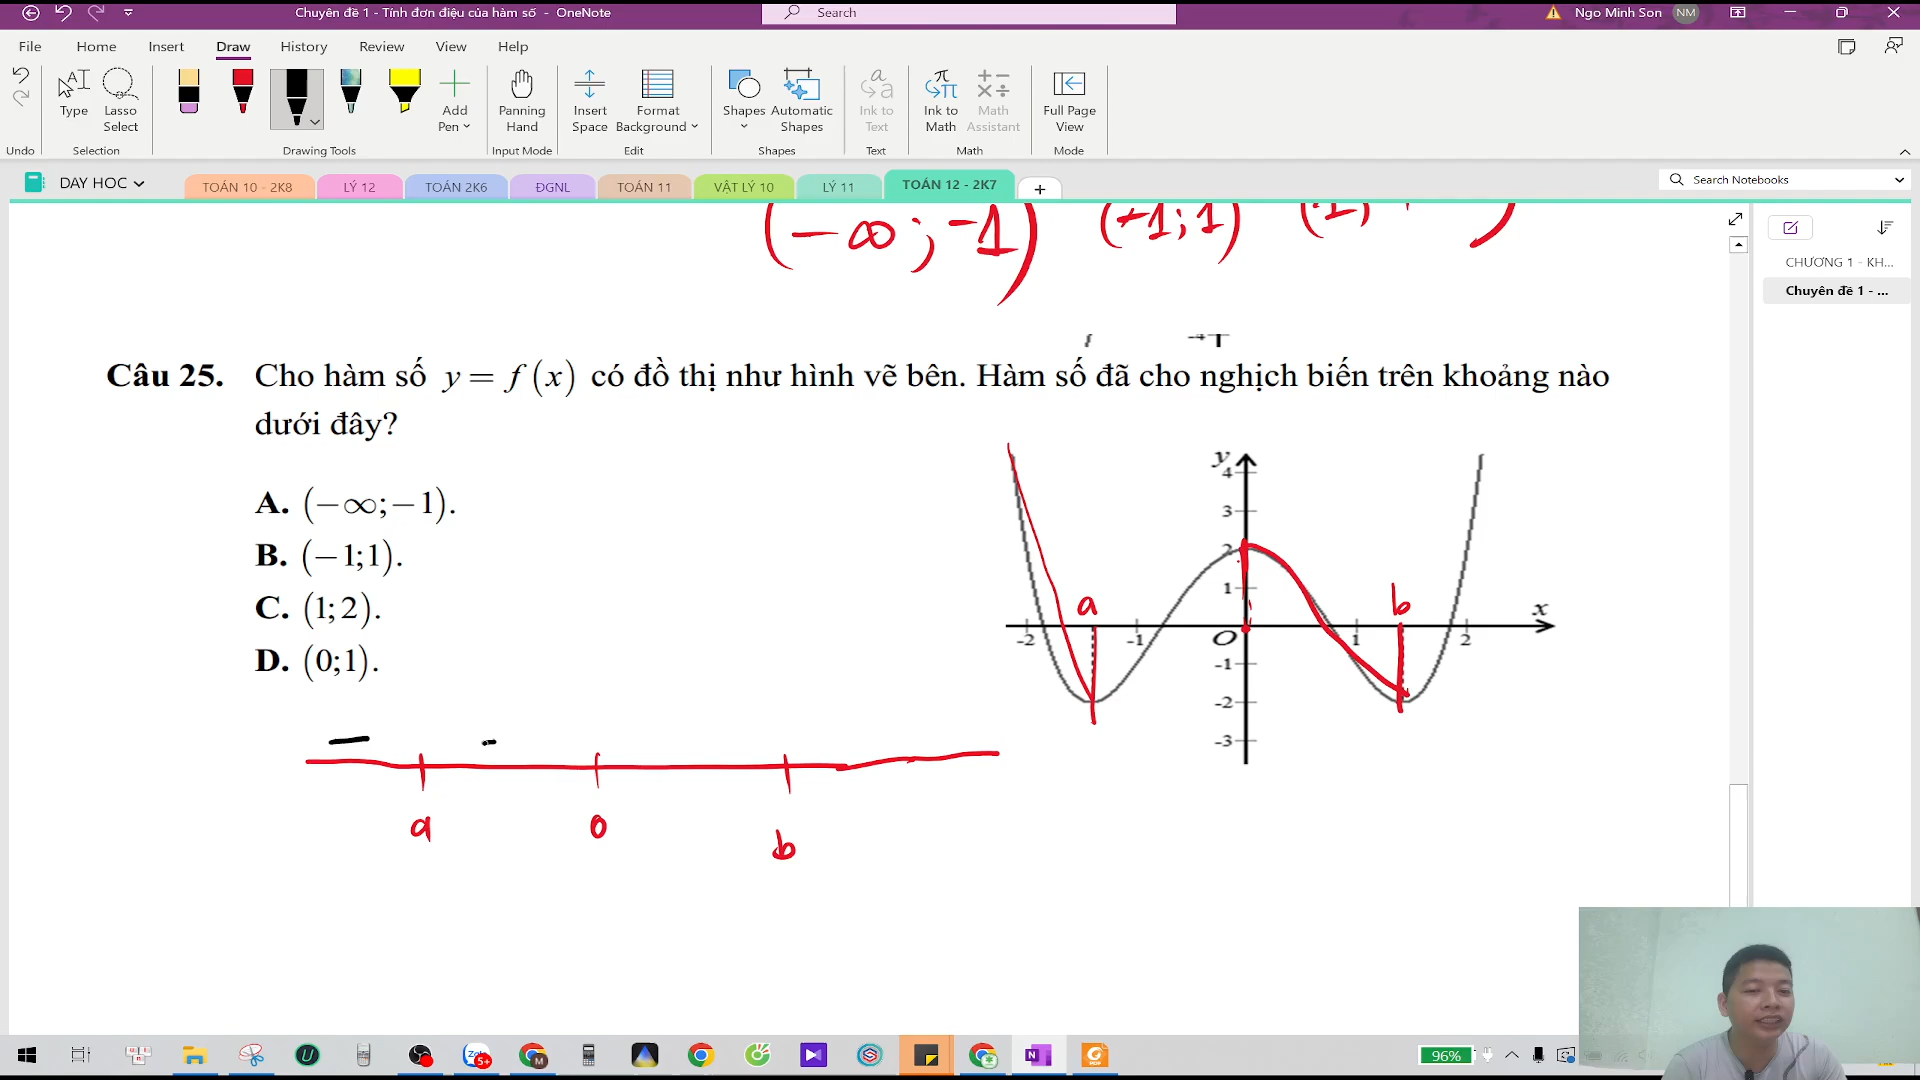 Chuyên đề 1 - Tính đơn điệu của hàm số - OneNote
Search
Ngo Minh Son
NM
File
Home
Insert
Draw
History
Review
View
Help
Type
Lasso Select
Add Pen
Panning Hand
Insert Space
Format Background
Shapes
Automatic Shapes
Ink to Text
Ink to Math
Math Assistant
Full Page View
Undo
Selection
Drawing Tools
Input Mode
Edit
Shapes
Text
Math
Mode
DAY HOC
TOÁN 10 - 2K8
LÝ 12
TOÁN 2K6
ĐGNL
TOÁN 11
VẬT LÝ 10
LÝ 11
TOÁN 12 - 2K7
+
Search Notebooks
CHƯƠNG 1 - KH...
Chuyên đề 1 - ...
(-∞; -1) (-1; 1)
Câu 25. Cho hàm số y = f(x) có đồ thị như hình vẽ bên. Hàm số đã cho nghịch biến trên khoảng nào
dưới đây?
A. (-∞; -1).
B. (-1;1).
C. (1;2).
D. (0;1).
y
4
3
2
1
a
b
x
-2
-1
O
1
2
-1
-2
-3
a
0
b
96%